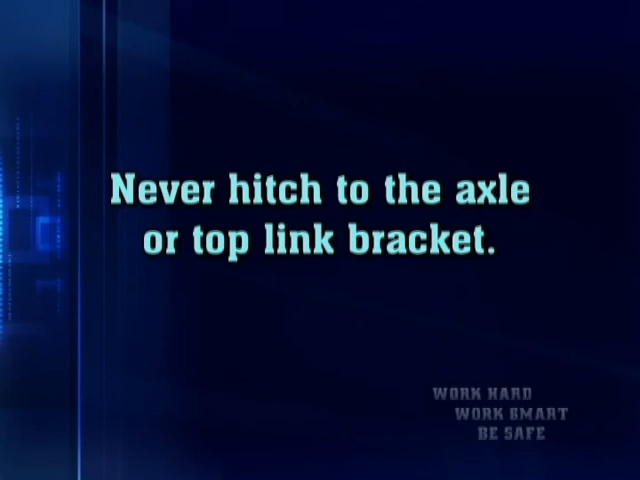 Never hitch to the axle
or top link bracket.
WORK HARD
WORK SMART
BE SAFE